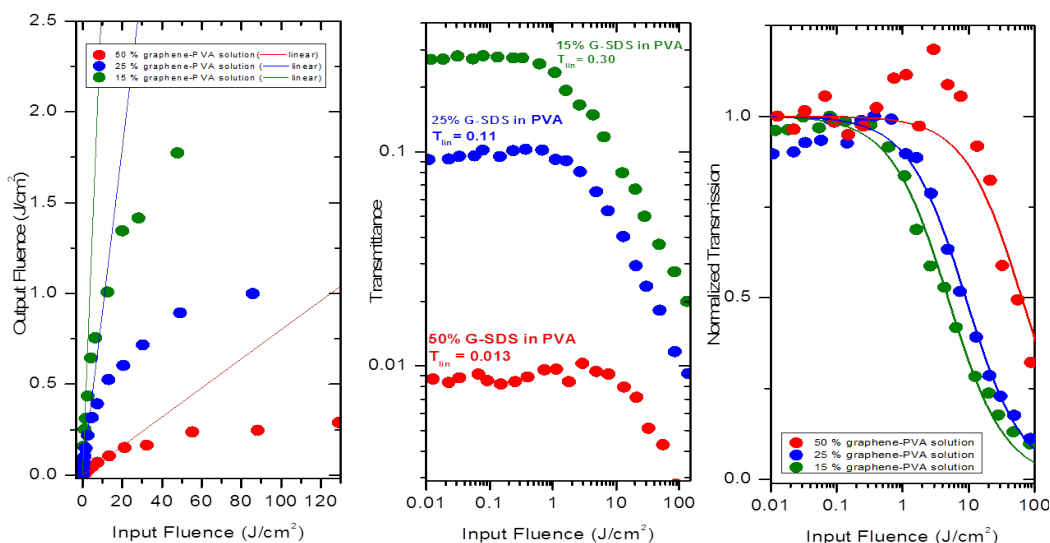 2.5
2.0
1.5
1.0
0.5
0.0
Output Fluence (J/cm²)
50 % graphene-PVA solution( linear)
25 % graphene-PVA solution( linear)
15 % graphene-PVA solution( linear)
0 20 40 60 80 100 120
Input Fluence (J/cm²)
0.1
0.01
Transmittance
15% G-SDS in PVA
T lin = 0.30
25% G-SDS in PVA
T lin = 0.11
50% G-SDS in PVA
T lin = 0.013
0.01 0.1 1 10 100
Input Fluence (J/cm²)
1.0
0.5
0.0
Normalized Transmission
50 % graphene-PVA solution
25 % graphene-PVA solution
15 % graphene-PVA solution
0.01 0.1 1 10 100
Input Fluence (J/cm²)